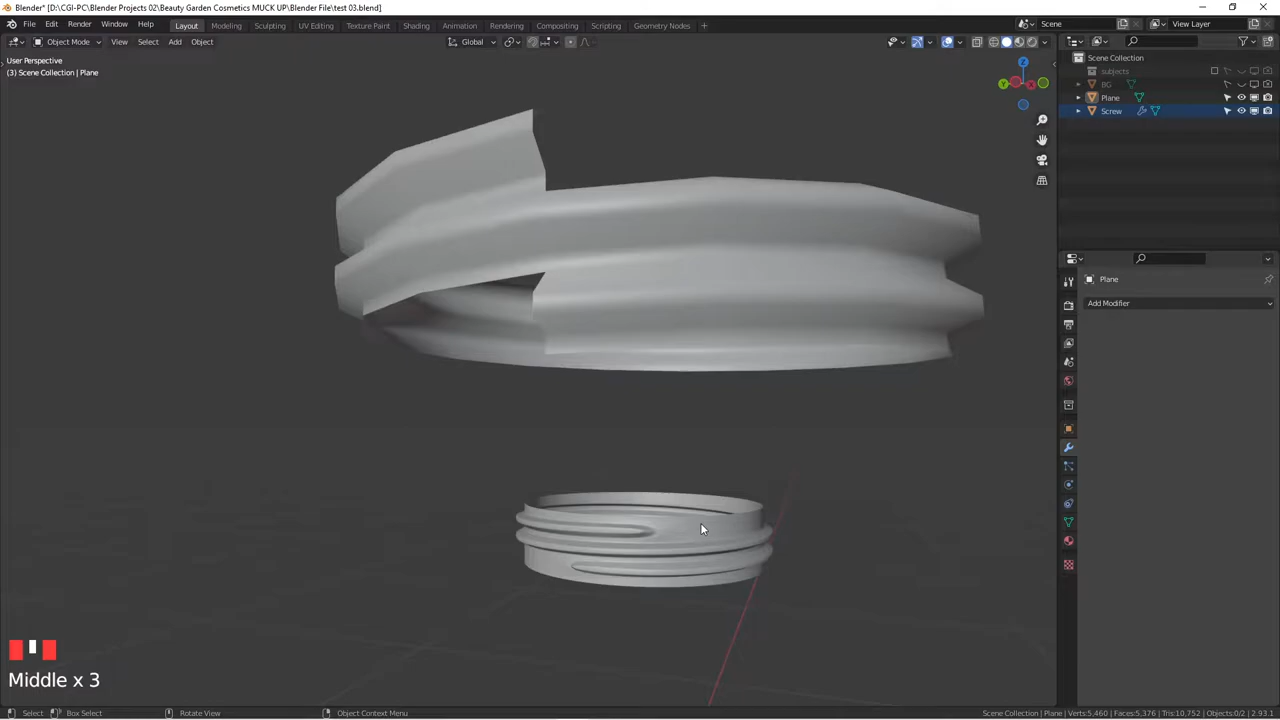 Blender* [D:\CGI-PC\Blender Projects 02\Beauty Garden Cosmetics MUCK UP\Blender File\test 03.blend]
File Edit Render Window Help Layout Modeling Sculpting UV Editing Texture Paint Shading Animation Rendering Compositing Scripting Geometry Nodes + Scene View Layer
Object Mode View Select Add Object Global
User Perspective
(3) Scene Collection | Plane
Z
Y
X
Scene Collection
subjects
BG
Plane
Screw
Plane
Add Modifier
Middle x 3
Select Box Select Rotate View Object Context Menu Scene Collection | Plane | Verts:5,460 | Faces:5,376 | Tris:10,752 | Objects:0/2 | 2.93.1